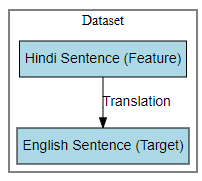 Dataset
Hindi Sentence (Feature)
Translation
English Sentence (Target)